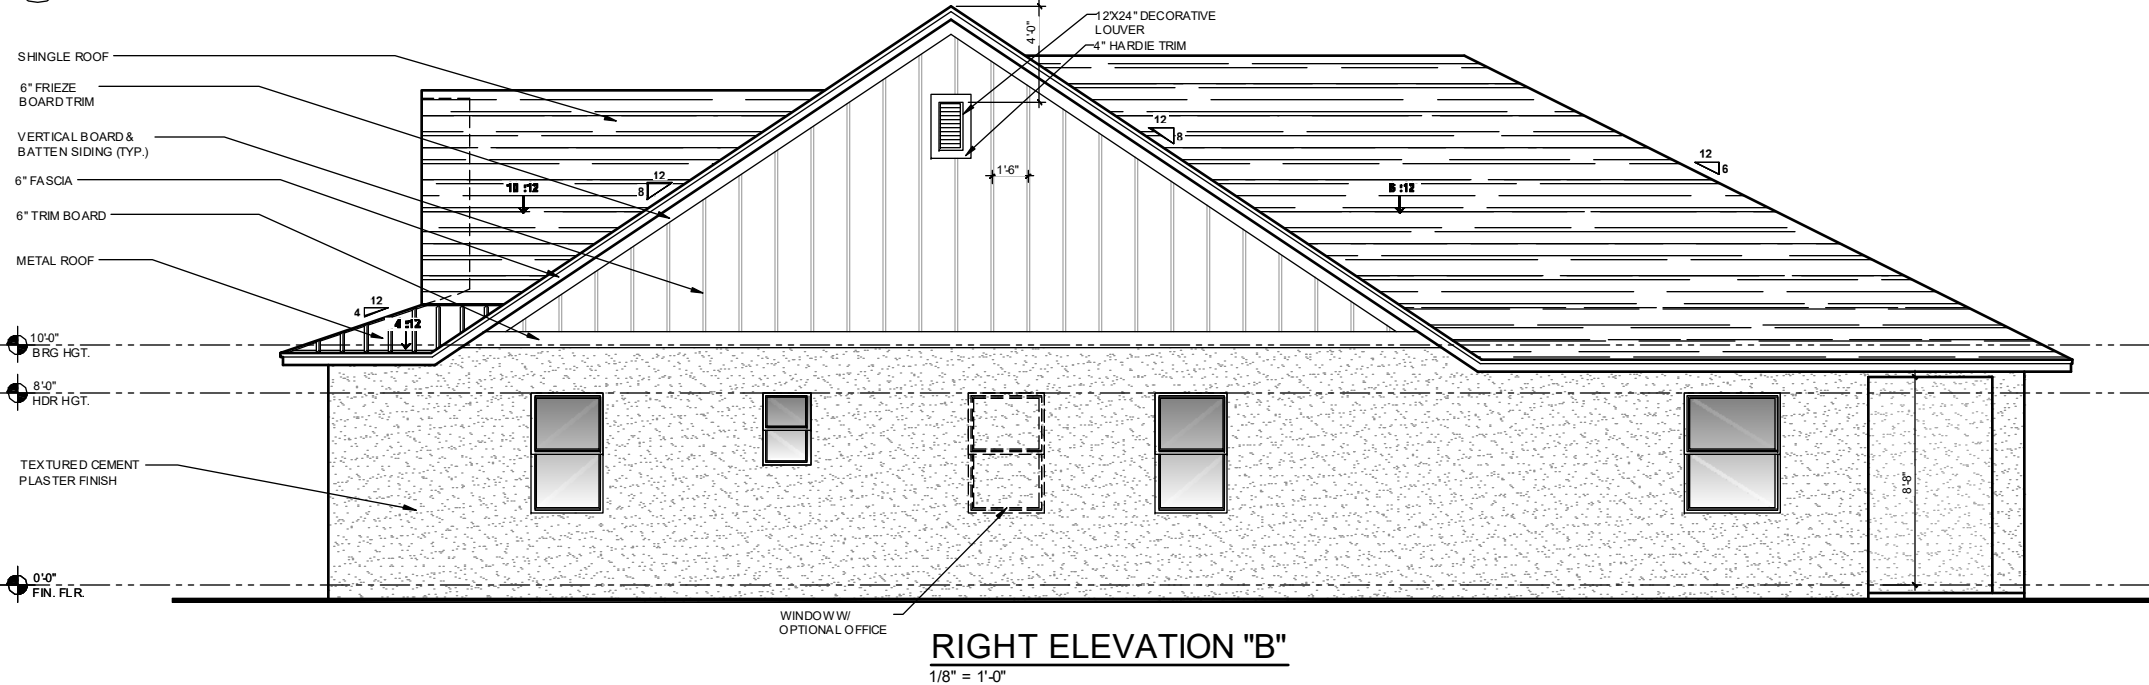 12"X24" DECORATIVE
LOUVER
4" HARDIE TRIM
4'-0"
SHINGLE ROOF
6" FRIEZE
BOARD TRIM
VERTICAL BOARD &
BATTEN SIDING (TYP.)
6" FASCIA
6" TRIM BOARD
METAL ROOF
12
8
12
8
12
6
1'-6"
10 :12
8 :12
12
4
4 :12
10'-0"
BRG HGT.
8'-0"
HDR HGT.
TEXTURED CEMENT
PLASTER FINISH
8'-8"
0'-0"
FIN. FLR.
WINDOW W/
OPTIONAL OFFICE
RIGHT ELEVATION "B"
1/8" = 1'-0"